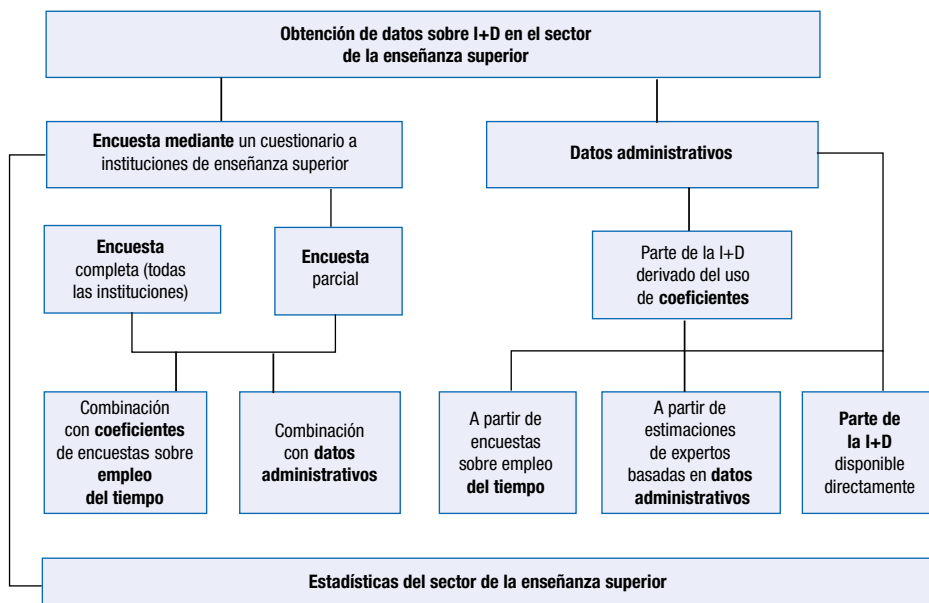 Obtención de datos sobre I+D en el sector
de la enseñanza superior
Encuesta mediante un cuestionario a
instituciones de enseñanza superior
Datos administrativos
Encuesta
completa (todas
las instituciones)
Encuesta
parcial
Parte de la I+D
derivado del uso
de coeficientes
Combinación
con coeficientes
de encuestas sobre
empleo
del tiempo
Combinación
con datos
administrativos
A partir de
encuestas
sobre empleo
del tiempo
A partir de
estimaciones
de expertos
basadas en datos
administrativos
Parte de
la I+D
disponible
directamente
Estadísticas del sector de la enseñanza superior